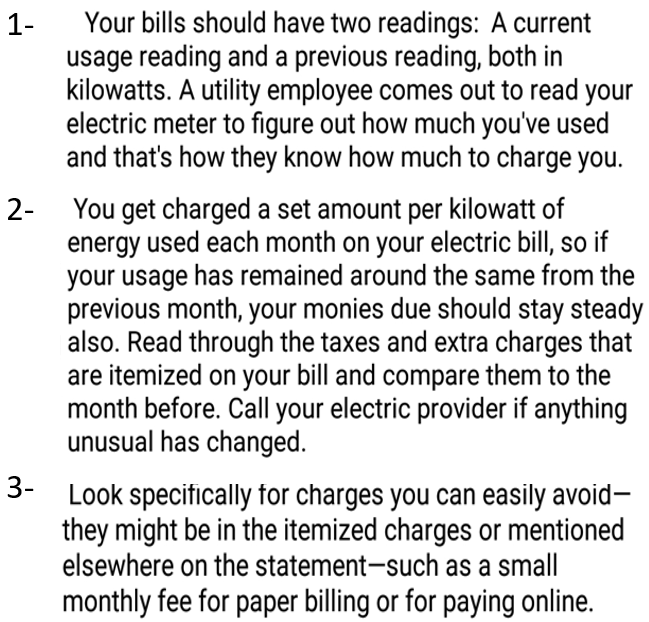 1- Your bills should have two readings: A current
usage reading and a previous reading, both in
kilowatts. A utility employee comes out to read your
electric meter to figure out how much you've used
and that's how they know how much to charge you.
2- You get charged a set amount per kilowatt of
energy used each month on your electric bill, so if
your usage has remained around the same from the
previous month, your monies due should stay steady
also. Read through the taxes and extra charges that
are itemized on your bill and compare them to the
month before. Call your electric provider if anything
unusual has changed.
3- Look specifically for charges you can easily avoid—
they might be in the itemized charges or mentioned
elsewhere on the statement—such as a small
monthly fee for paper billing or for paying online.